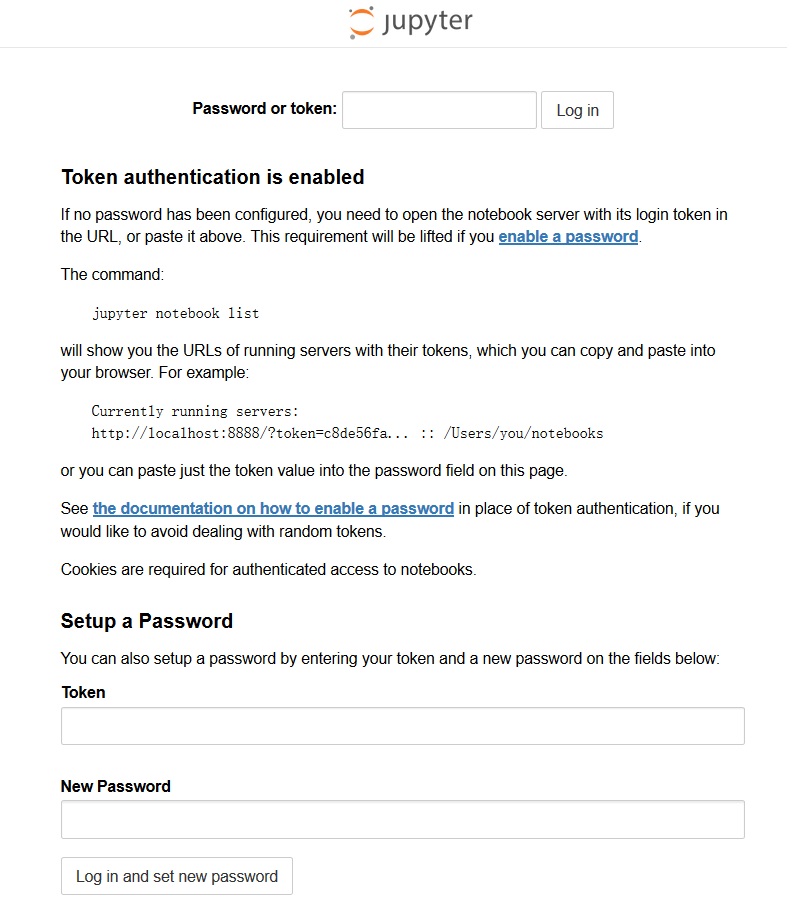 jupyter
Password or token:
Log in
Token authentication is enabled
If no password has been configured, you need to open the notebook server with its login token in
the URL, or paste it above. This requirement will be lifted if you enable a password.
The command:
jupyter notebook list
will show you the URLs of running servers with their tokens, which you can copy and paste into
your browser. For example:
Currently running servers:
http://localhost:8888/?token=c8de56fa... :: /Users/you/notebooks
or you can paste just the token value into the password field on this page.
See the documentation on how to enable a password in place of token authentication, if you
would like to avoid dealing with random tokens.
Cookies are required for authenticated access to notebooks.
Setup a Password
You can also setup a password by entering your token and a new password on the fields below:
Token
New Password
Log in and set new password